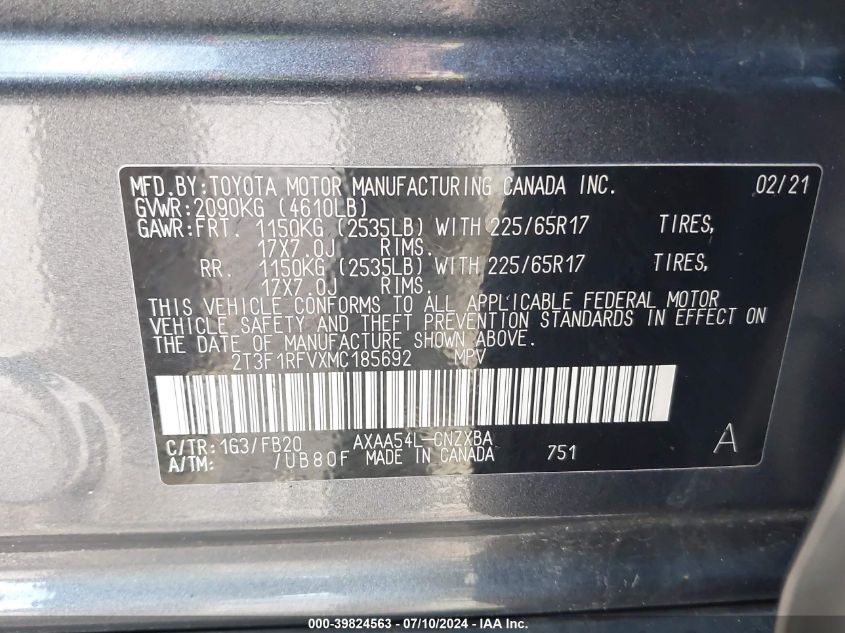 MFD.BY:TOYOTA MOTOR MANUFACTURING CANADA INC. 02/21
GVWR:2090KG (4610LB)
GAWR:FRT. 1150KG (2535LB) WITH 225/65R17 TIRES,
17X7.0J RIMS.
RR. 1150KG (2535LB) WITH 225/65R17 TIRES,
17X7.0J RIMS.
THIS VEHICLE CONFORMS TO ALL APPLICABLE FEDERAL MOTOR
VEHICLE SAFETY AND THEFT PREVENTION STANDARDS IN EFFECT ON
THE DATE OF MANUFACTURE SHOWN ABOVE.
2T3F1RFVXMC185692 MPV
C/TR:1G3/FB20 AXAA54L-CNZXBA A
A/TM: /UB80F MADE IN CANADA 751
000-39824563 / 07/10/2024 - IAA Inc.